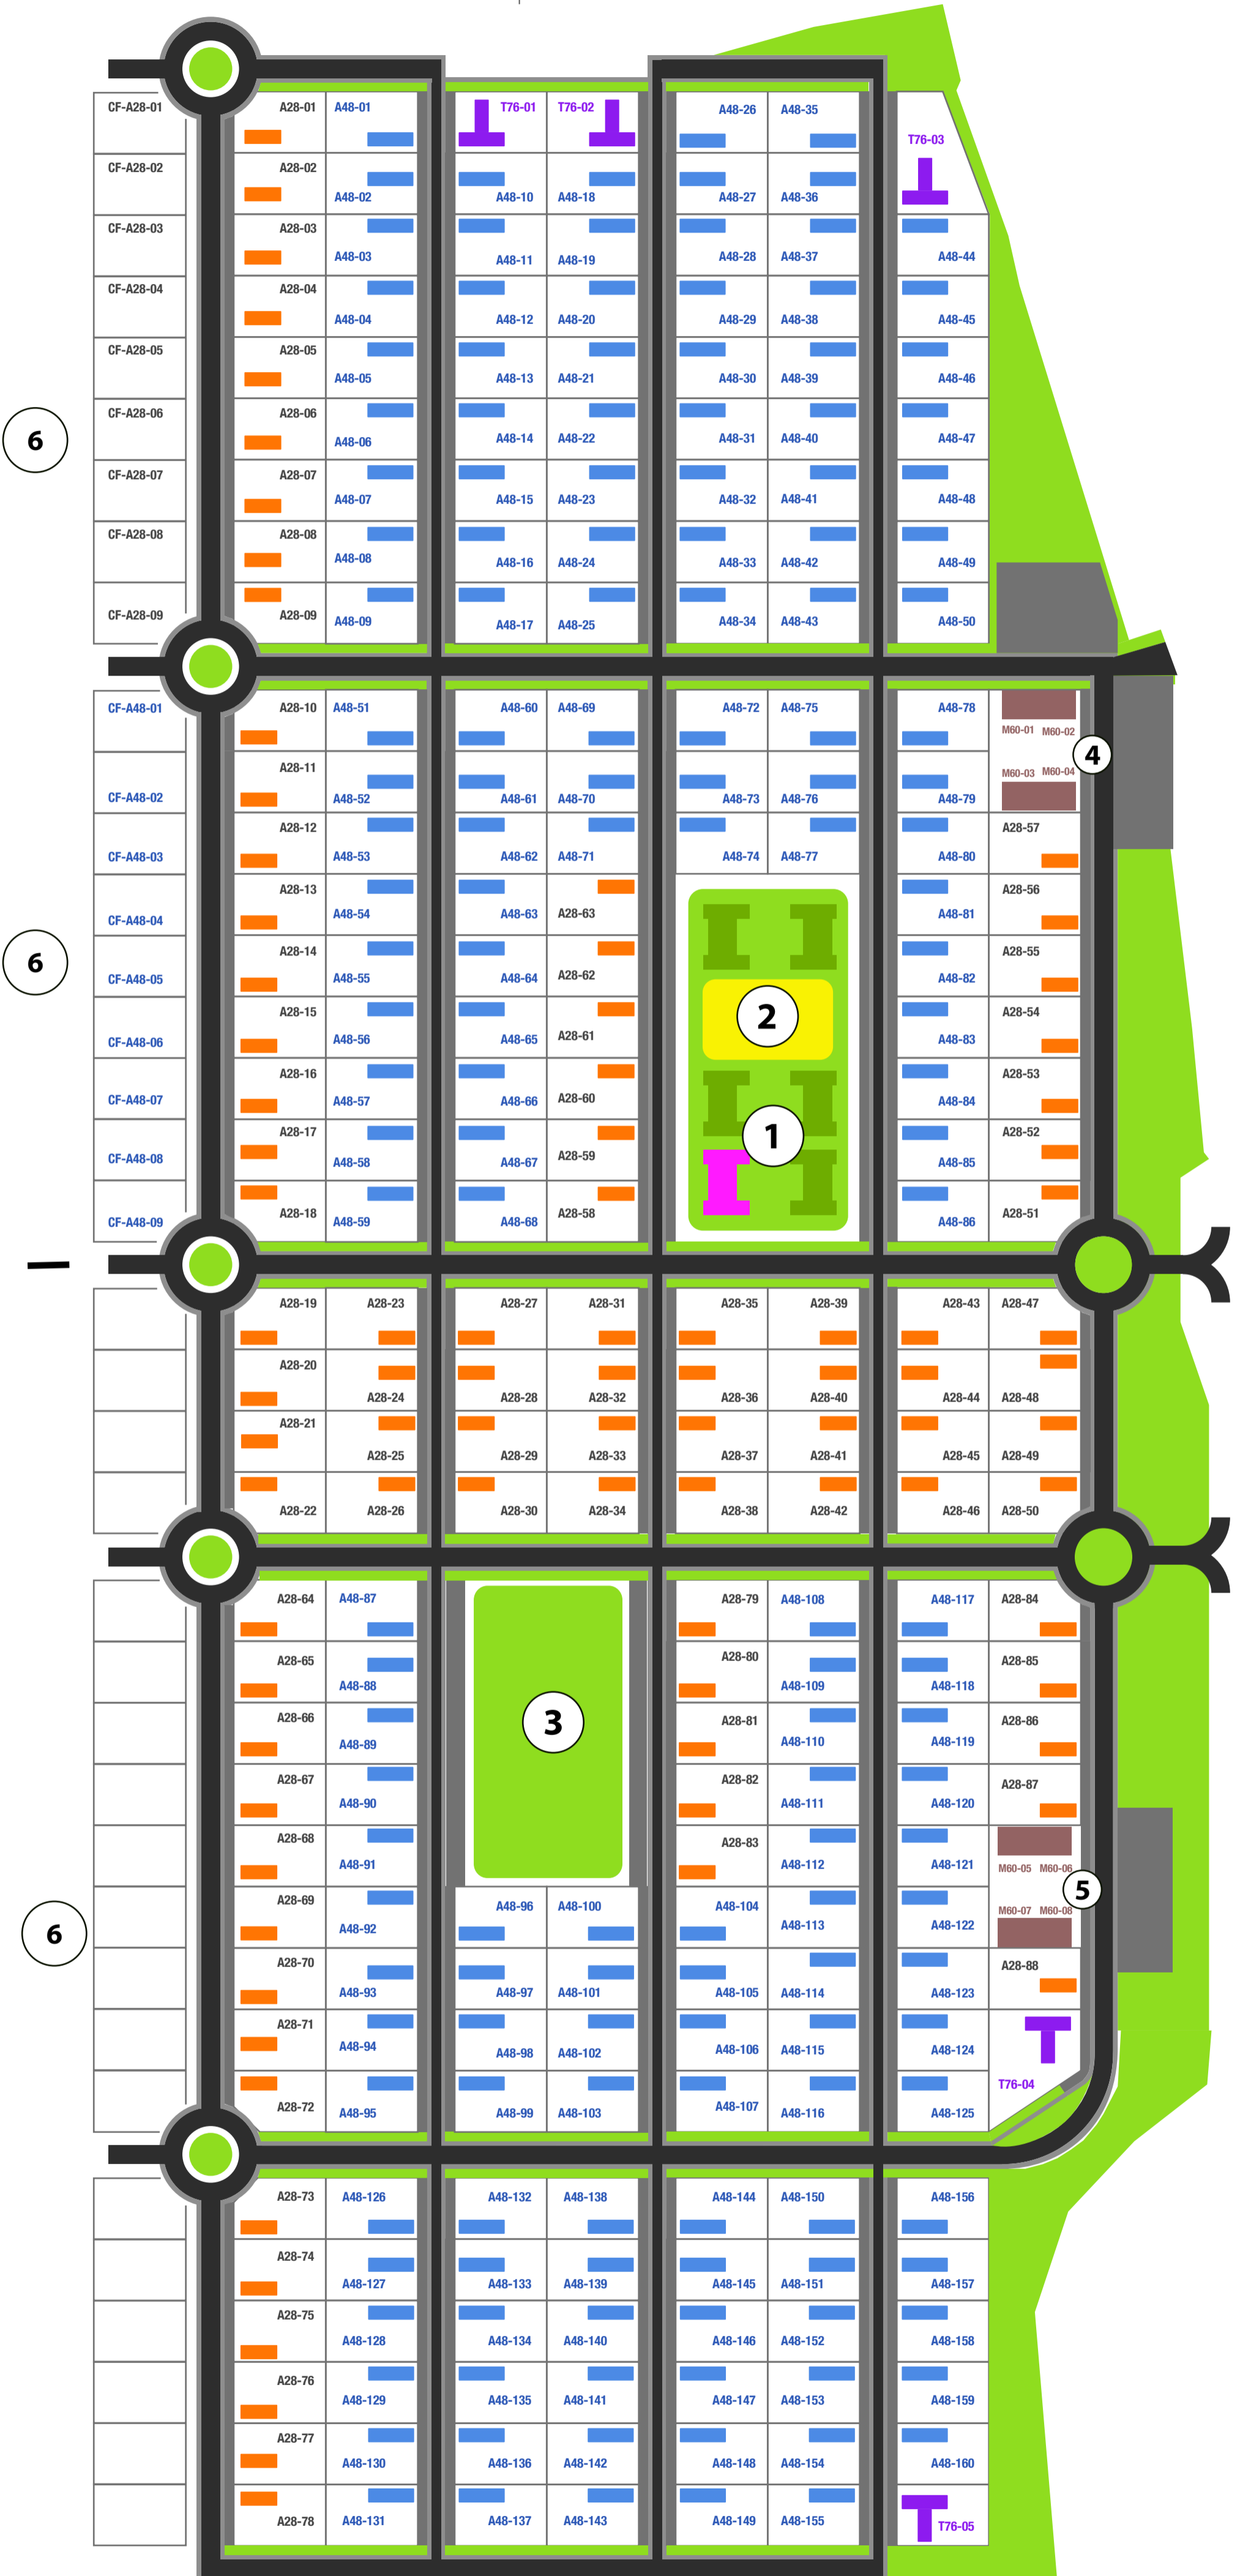 CF-A28-01 A28-01 A48-01 T76-01 T76-02 A48-26 A48-35 T76-03
CF-A28-02 A28-02 A48-02 A48-10 A48-18 A48-27 A48-36
CF-A28-03 A28-03 A48-03 A48-11 A48-19 A48-28 A48-37 A48-44
CF-A28-04 A28-04 A48-04 A48-12 A48-20 A48-29 A48-38 A48-45
CF-A28-05 A28-05 A48-05 A48-13 A48-21 A48-30 A48-39 A48-46
6 CF-A28-06 A28-06 A48-06 A48-14 A48-22 A48-31 A48-40 A48-47
CF-A28-07 A28-07 A48-07 A48-15 A48-23 A48-32 A48-41 A48-48
CF-A28-08 A28-08 A48-08 A48-16 A48-24 A48-33 A48-42 A48-49
CF-A28-09 A28-09 A48-09 A48-17 A48-25 A48-34 A48-43 A48-50
CF-A48-01 A28-10 A48-51 A48-60 A48-69 A48-72 A48-75 A48-78 M60-01 M60-02
4
CF-A48-02 A28-11 A48-52 A48-61 A48-70 A48-73 A48-76 A48-79 M60-03 M60-04
CF-A48-03 A28-12 A48-53 A48-62 A48-71 A48-74 A48-77 A48-80 A28-57
CF-A48-04 A28-13 A48-54 A48-63 A28-63 A48-81 A28-56
6 CF-A48-05 A28-14 A48-55 A48-64 A28-62 A48-82 A28-55
CF-A48-06 A28-15 A48-56 A48-65 A28-61 2 A48-83 A28-54
CF-A48-07 A28-16 A48-57 A48-66 A28-60 A48-84 A28-53
CF-A48-08 A28-17 A48-58 A48-67 A28-59 1 A48-85 A28-52
CF-A48-09 A28-18 A48-59 A48-68 A28-58 A48-86 A28-51
A28-19 A28-23 A28-27 A28-31 A28-35 A28-39 A28-43 A28-47
A28-20 A28-24 A28-28 A28-32 A28-36 A28-40 A28-44 A28-48
A28-21 A28-25 A28-29 A28-33 A28-37 A28-41 A28-45 A28-49
A28-22 A28-26 A28-30 A28-34 A28-38 A28-42 A28-46 A28-50
A28-64 A48-87 A28-79 A48-108 A48-117 A28-84
A28-65 A48-88 A28-80 A48-109 A48-118 A28-85
A28-66 A48-89 3 A28-81 A48-110 A48-119 A28-86
A28-67 A48-90 A28-82 A48-111 A48-120 A28-87
A28-68 A48-91 A28-83 A48-112 A48-121 M60-05 M60-06
5
6 A28-69 A48-92 A48-96 A48-100 A48-104 A48-113 A48-122 M60-07 M60-08
A28-70 A48-93 A48-97 A48-101 A48-105 A48-114 A48-123 A28-88
A28-71 A48-94 A48-98 A48-102 A48-106 A48-115 A48-124 T76-04
A28-72 A48-95 A48-99 A48-103 A48-107 A48-116 A48-125
A28-73 A48-126 A48-132 A48-138 A48-144 A48-150 A48-156
A28-74 A48-127 A48-133 A48-139 A48-145 A48-151 A48-157
A28-75 A48-128 A48-134 A48-140 A48-146 A48-152 A48-158
A28-76 A48-129 A48-135 A48-141 A48-147 A48-153 A48-159
A28-77 A48-130 A48-136 A48-142 A48-148 A48-154 A48-160
A28-78 A48-131 A48-137 A48-143 A48-149 A48-155 T76-05